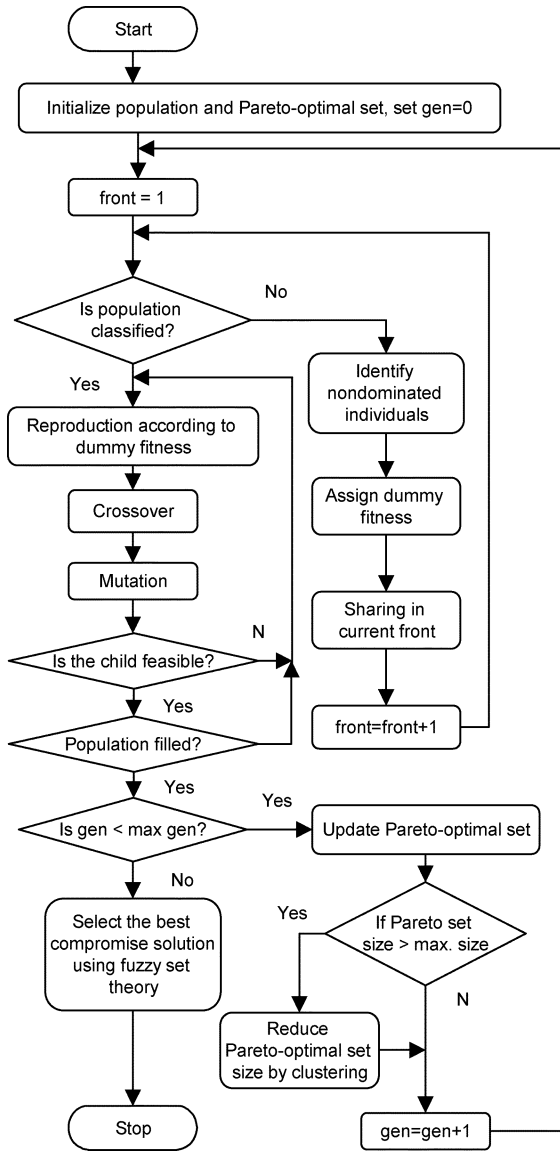 Start
Initialize population and Pareto-optimal set, set gen=0
front = 1
No
Is population
classified?
Yes
Identify
nondominated
individuals
Reproduction according to
dummy fitness
Assign dummy
fitness
Crossover
Mutation
Sharing in
current front
N
Is the child feasible?
Yes
front=front+1
Population filled?
Yes
Yes
Is gen < max gen?
Update Pareto-optimal set
No
Select the best
compromise solution
using fuzzy set
theory
Yes
If Pareto set
size > max. size
N
Reduce
Pareto-optimal set
size by clustering
Stop
gen=gen+1